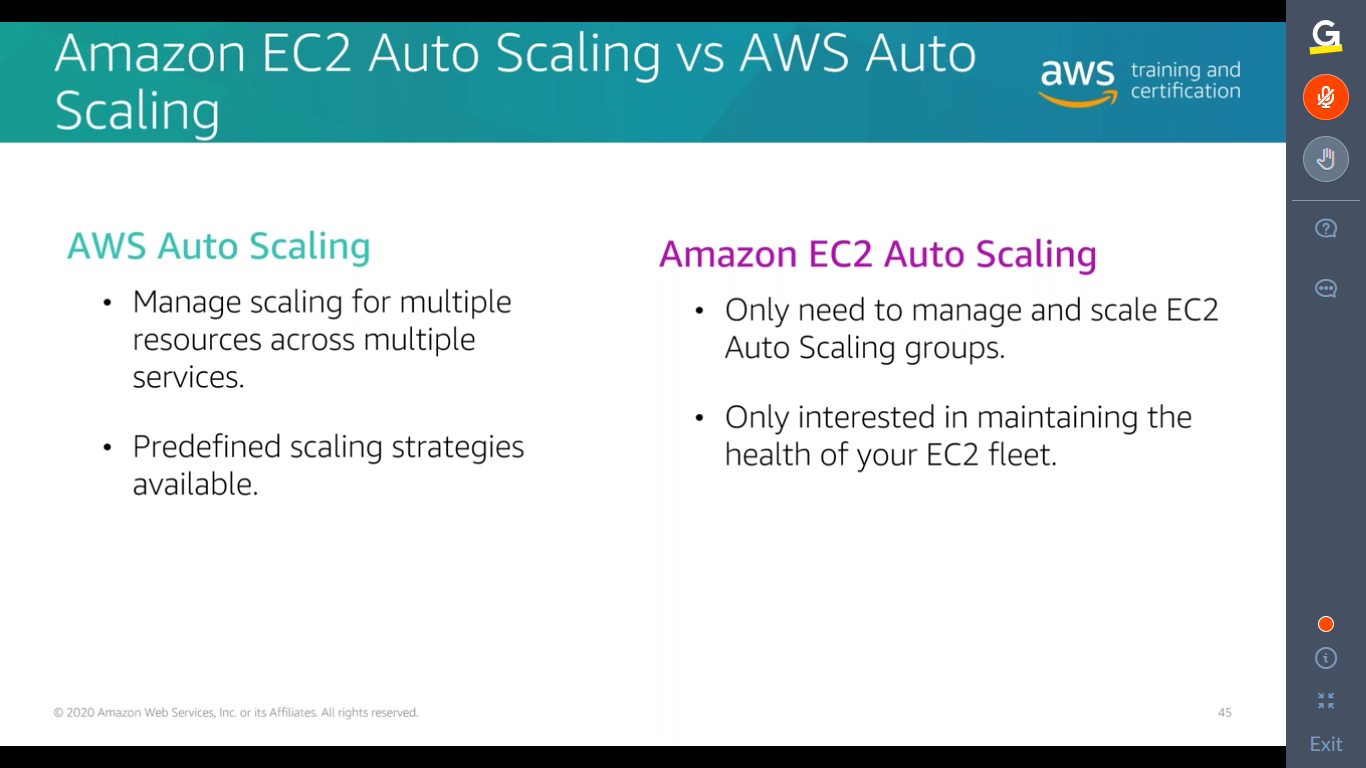 Amazon EC2 Auto Scaling vs AWS Auto
Scaling
aws
training and
certification
AWS Auto Scaling
• Manage scaling for multiple
resources across multiple
services.
• Predefined scaling strategies
available.
Amazon EC2 Auto Scaling
• Only need to manage and scale EC2
Auto Scaling groups.
• Only interested in maintaining the
health of your EC2 fleet.
© 2020 Amazon Web Services, Inc. or its Affiliates. All rights reserved.
45
G
Exit